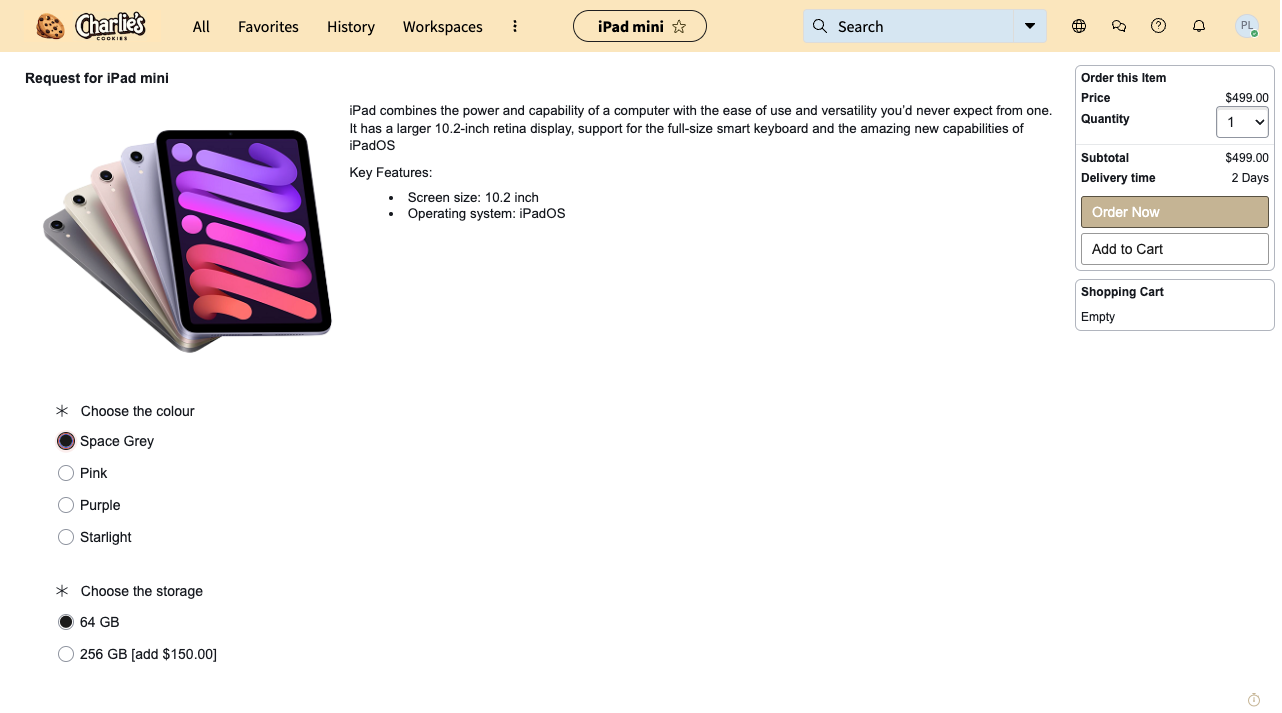 Charlie's
COOKIES
All
Favorites
History
Workspaces
iPad mini
Search
PL
Request for iPad mini
iPad combines the power and capability of a computer with the ease of use and versatility you'd never expect from one.
It has a larger 10.2-inch retina display, support for the full-size smart keyboard and the amazing new capabilities of
iPadOS
Key Features:
Screen size: 10.2 inch
Operating system: iPadOS
Choose the colour
Space Grey
Pink
Purple
Starlight
Choose the storage
64 GB
256 GB [add $150.00]
Order this Item
Price $499.00
Quantity 1
Subtotal $499.00
Delivery time 2 Days
Order Now
Add to Cart
Shopping Cart
Empty